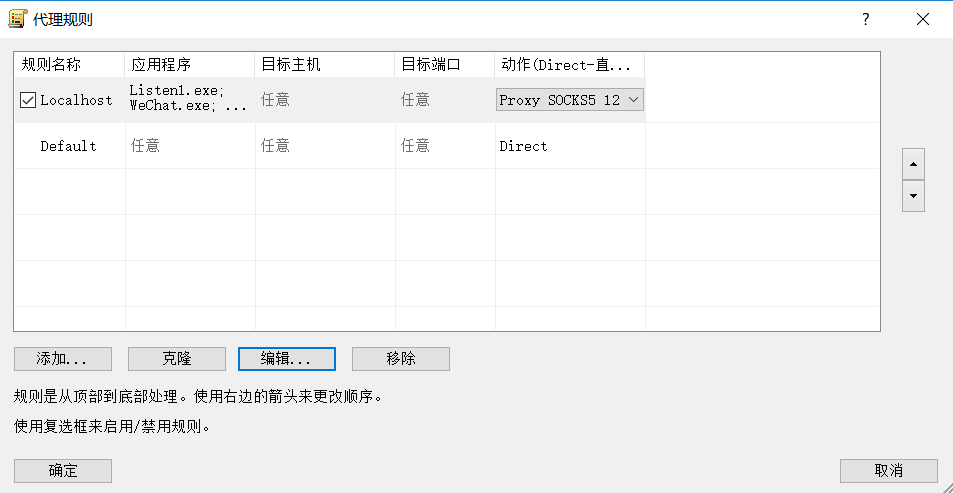 代理规则
?
规则名称 应用程序 目标主机 目标端口 动作(Direct-直...
Localhost Listen1.exe; WeChat.exe; ... 任意 任意 Proxy SOCKS5 12
Default 任意 任意 任意 Direct
添加... 克隆 编辑... 移除
规则是从顶部到底部处理。使用右边的箭头来更改顺序。
使用复选框来启用/禁用规则。
确定 取消